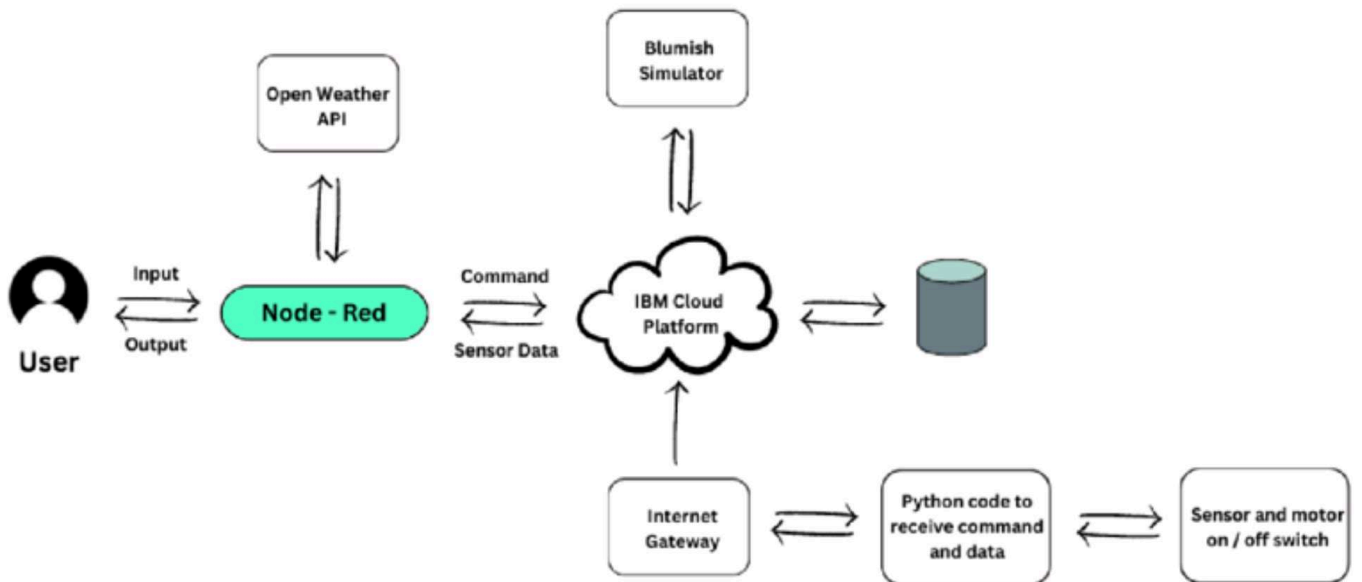 Blumish
Simulator
Open Weather
API
Input
Output
User
Node - Red
Command
Sensor Data
IBM Cloud
Platform
Internet
Gateway
Python code to
receive command
and data
Sensor and motor
on / off switch